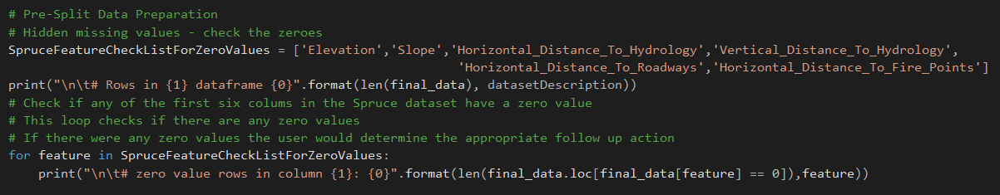 # Pre-Split Data Preparation
# Hidden missing values - check the zeroes
SpruceFeatureCheckListForZeroValues = ['Elevation','Slope','Horizontal_Distance_To_Hydrology','Vertical_Distance_To_Hydrology',
'Horizontal_Distance_To_Roadways','Horizontal_Distance_To_Fire_Points']
print("\n\t# Rows in {1} dataframe {0}".format(len(final_data), datasetDescription))
# Check if any of the first six colums in the Spruce dataset have a zero value
# This loop checks if there are any zero values
# If there were any zero values the user would determine the appropriate follow up action
for feature in SpruceFeatureCheckListForZeroValues:
    print("\n\t# zero value rows in column {1}: {0}".format(len(final_data.loc[final_data[feature] == 0]),feature))